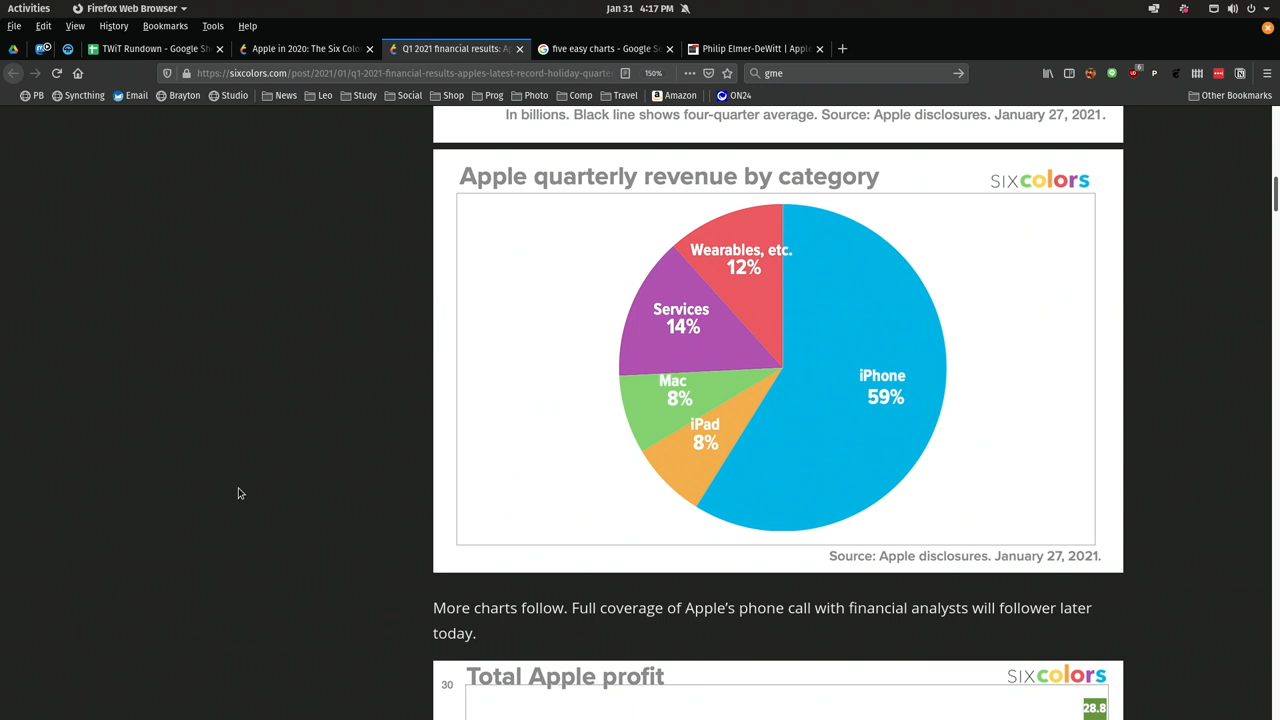 Activities
Firefox Web Browser
Jan 31 4:17 PM
File Edit View History Bookmarks Tools Help
TWiT Rundown - Google Sh
Apple in 2020: The Six Colo
Q1 2021 financial results: Ap
five easy charts - Google Se
Philip Elmer-DeWitt | Apple
https://sixcolors.com/post/2021/01/q1-2021-financial-results-apples-latest-record-holiday-quarte
150%
gme
6
PB Syncthing Email Brayton Studio News Leo Study Social Shop Prog Photo Comp Travel Amazon ON24 Other Bookmarks
In billions. Black line shows four-quarter average. Source: Apple disclosures. January 27, 2021.
Apple quarterly revenue by category
SIXcolors
Wearables, etc.
12%
Services
14%
Mac
8%
iPad
8%
iPhone
59%
Source: Apple disclosures. January 27, 2021.
More charts follow. Full coverage of Apple’s phone call with financial analysts will follower later
today.
Total Apple profit
SIXcolors
30
28.8